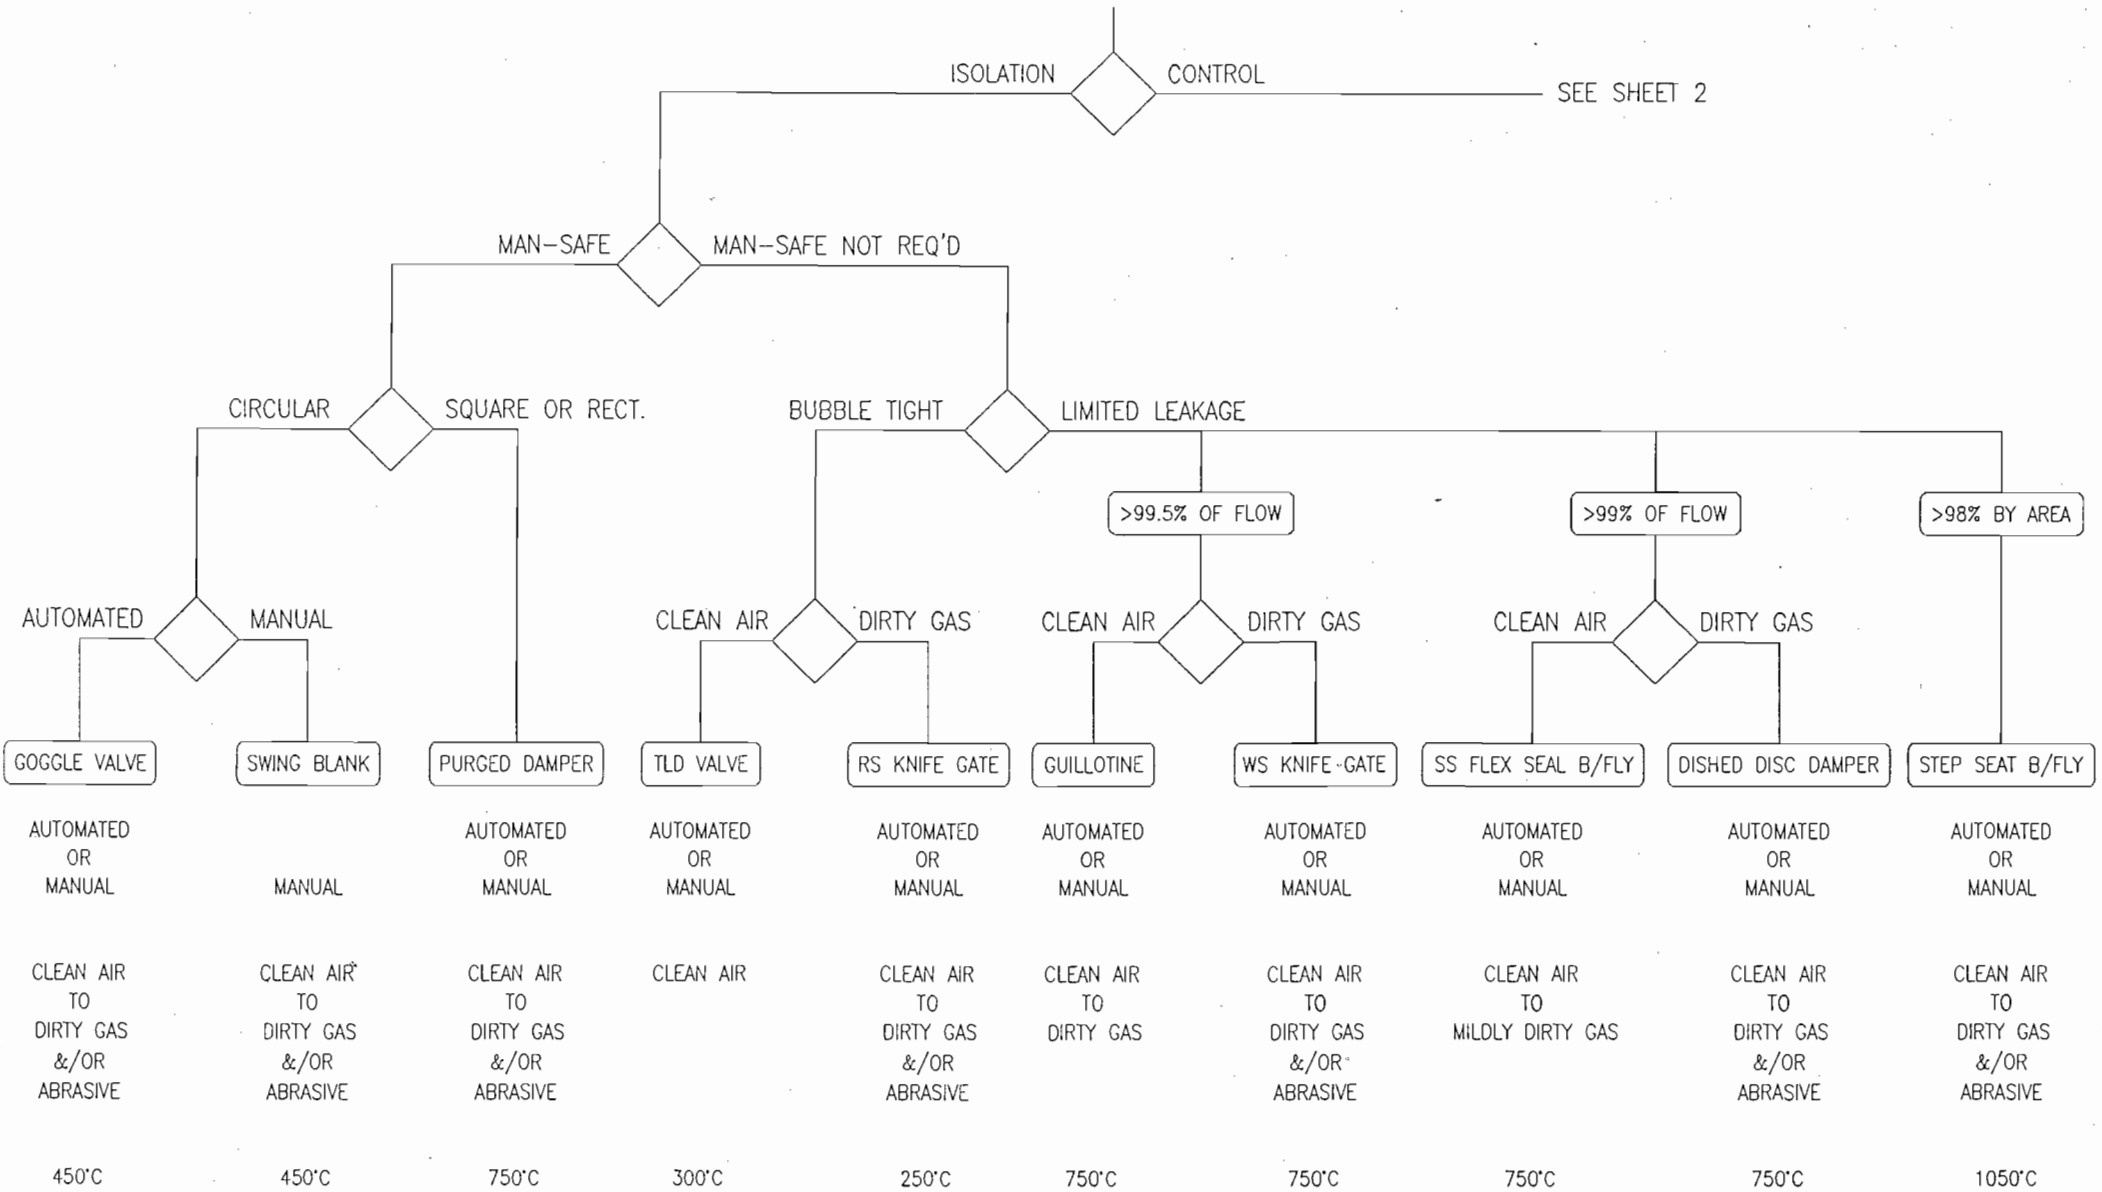 ISOLATION
CONTROL
SEE SHEET 2
MAN-SAFE
MAN-SAFE NOT REQ'D
CIRCULAR
SQUARE OR RECT.
BUBBLE TIGHT
LIMITED LEAKAGE
>99.5% OF FLOW
>99% OF FLOW
>98% BY AREA
AUTOMATED
MANUAL
CLEAN AIR
DIRTY GAS
CLEAN AIR
DIRTY GAS
CLEAN AIR
DIRTY GAS
GOGGLE VALVE
SWING BLANK
PURGED DAMPER
TLD VALVE
RS KNIFE GATE
GUILLOTINE
WS KNIFE-GATE
SS FLEX SEAL B/FLY
DISHED DISC DAMPER
STEP SEAT B/FLY
AUTOMATED
OR
MANUAL
MANUAL
AUTOMATED
OR
MANUAL
AUTOMATED
OR
MANUAL
AUTOMATED
OR
MANUAL
AUTOMATED
OR
MANUAL
AUTOMATED
OR
MANUAL
AUTOMATED
OR
MANUAL
AUTOMATED
OR
MANUAL
AUTOMATED
OR
MANUAL
CLEAN AIR
TO
DIRTY GAS
&/OR
ABRASIVE
CLEAN AIR
TO
DIRTY GAS
&/OR
ABRASIVE
CLEAN AIR
TO
DIRTY GAS
&/OR
ABRASIVE
CLEAN AIR
CLEAN AIR
TO
DIRTY GAS
&/OR
ABRASIVE
CLEAN AIR
TO
DIRTY GAS
CLEAN AIR
TO
DIRTY GAS
&/OR
ABRASIVE
CLEAN AIR
TO
MILDLY DIRTY GAS
CLEAN AIR
TO
DIRTY GAS
&/OR
ABRASIVE
CLEAN AIR
TO
DIRTY GAS
&/OR
ABRASIVE
450°C
450°C
750°C
300°C
250°C
750°C
750°C
750°C
750°C
1050°C